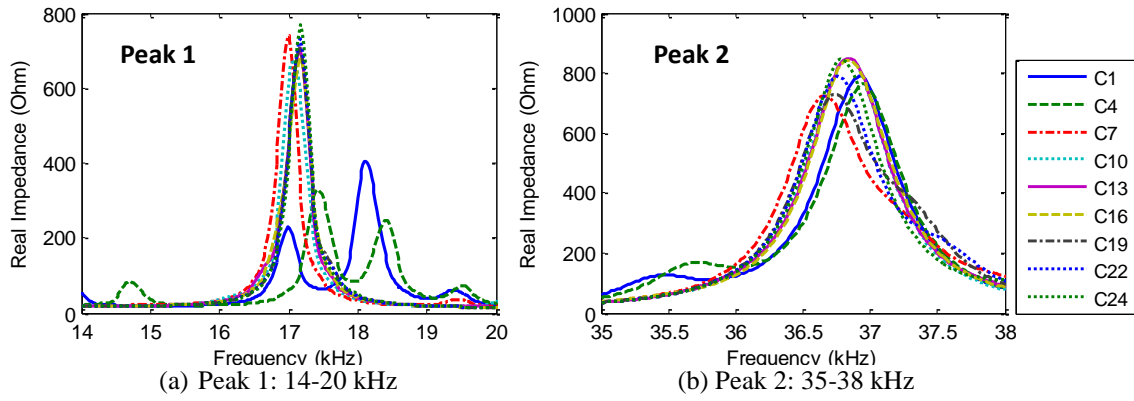 Peak 1
Real Impedance (Ohm)
800
600
400
200
0
14 15 16 17 18 19 20
Frequency (kHz)
(a) Peak 1: 14-20 kHz
Peak 2
Real Impedance (Ohm)
1000
800
600
400
200
0
35 35.5 36 36.5 37 37.5 38
Frequency (kHz)
(b) Peak 2: 35-38 kHz
C1
C4
C7
C10
C13
C16
C19
C22
C24